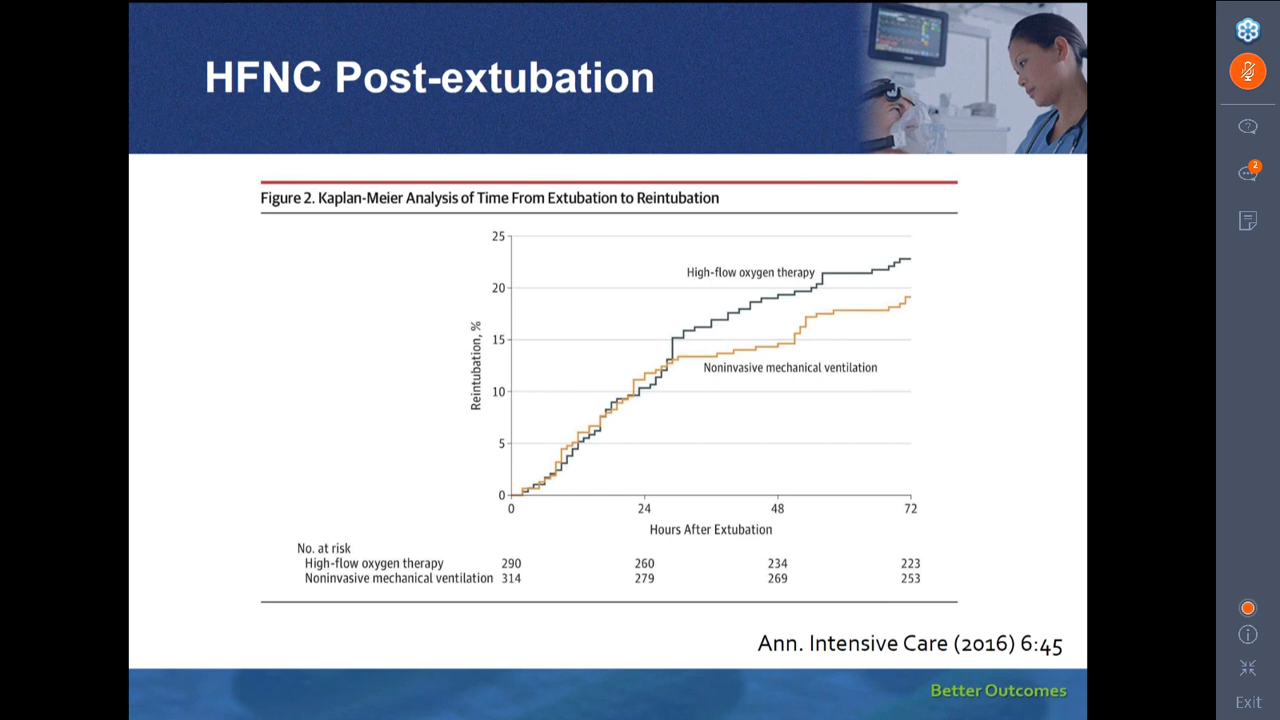 HFNC Post-extubation
Figure 2. Kaplan-Meier Analysis of Time From Extubation to Reintubation
25
20
15
10
5
0
Reintubation, %
High-flow oxygen therapy
Noninvasive mechanical ventilation
0 24 48 72
Hours After Extubation
No. at risk
High-flow oxygen therapy 290 260 234 223
Noninvasive mechanical ventilation 314 279 269 253
Ann. Intensive Care (2016) 6:45
Better Outcomes
2
Exit